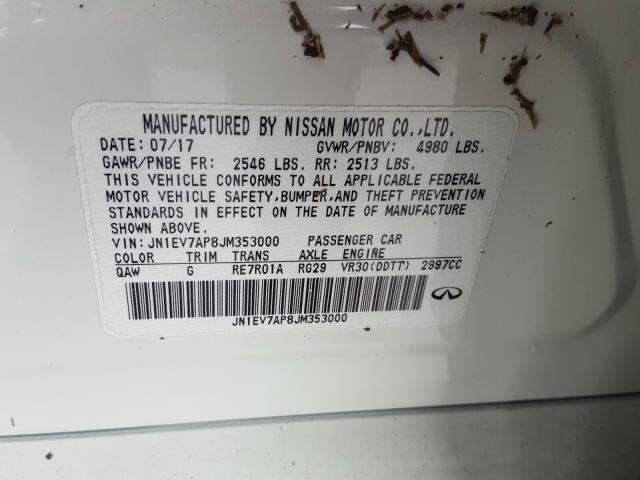 MANUFACTURED BY NISSAN MOTOR CO.,LTD.
DATE: 07/17 GVWR/PNBV: 4980 LBS.
GAWR/PNBE FR: 2546 LBS. RR: 2513 LBS.
THIS VEHICLE CONFORMS TO ALL APPLICABLE FEDERAL
MOTOR VEHICLE SAFETY,BUMPER,AND THEFT PREVENTION
STANDARDS IN EFFECT ON THE DATE OF MANUFACTURE
SHOWN ABOVE.
VIN: JN1EV7AP8JM353000 PASSENGER CAR
COLOR TRIM TRANS AXLE ENGINE
QAW G RE7R01A RG29 VR30(DDTT) 2997CC
JN1EV7AP8JM353000